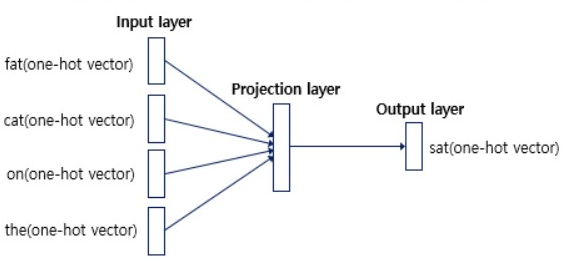 Input layer
fat(one-hot vector)
Projection layer
Output layer
cat(one-hot vector)
sat(one-hot vector)
on(one-hot vector)
the(one-hot vector)